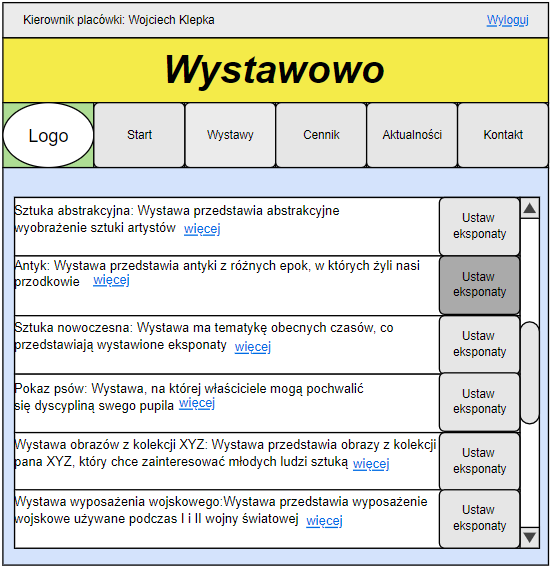 Kierownik placówki: Wojciech Klepka
Wyloguj
Wystawowo
Logo
Start
Wystawy
Cennik
Aktualności
Kontakt
Sztuka abstrakcyjna: Wystawa przedstawia abstrakcyjne
wyobrażenie sztuki artystów więcej
Ustaw
eksponaty
Antyk: Wystawa przedstawia antyki z różnych epok, w których żyli nasi
przodkowie więcej
Ustaw
eksponaty
Sztuka nowoczesna: Wystawa ma tematykę obecnych czasów, co
przedstawiają wystawione eksponaty więcej
Ustaw
eksponaty
Pokaz psów: Wystawa, na której właściciele mogą pochwalić
się dyscypliną swego pupila więcej
Ustaw
eksponaty
Wystawa obrazów z kolekcji XYZ: Wystawa przedstawia obrazy z kolekcji
pana XYZ, który chce zainteresować młodych ludzi sztuką więcej
Ustaw
eksponaty
Wystawa wyposażenia wojskowego:Wystawa przedstawia wyposażenie
wojskowe używane podczas I i II wojny światowej więcej
Ustaw
eksponaty